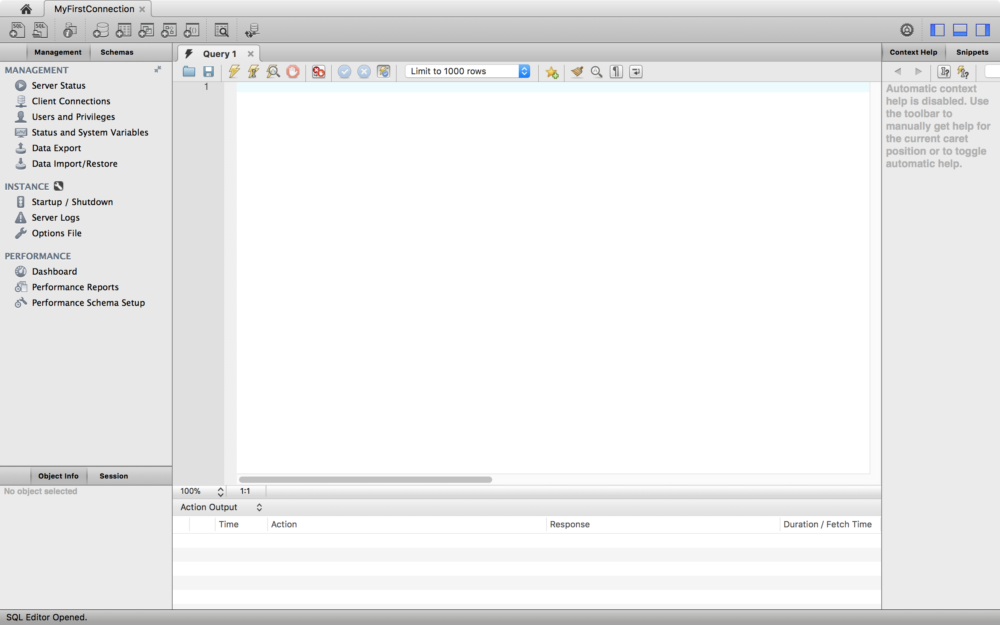 MyFirstConnection
SQL SQL
Management Schemas
MANAGEMENT
Server Status
Client Connections
Users and Privileges
Status and System Variables
Data Export
Data Import/Restore
INSTANCE
Startup / Shutdown
Server Logs
Options File
PERFORMANCE
Dashboard
Performance Reports
Performance Schema Setup
Object Info Session
No object selected
Query 1
Limit to 1000 rows
1
100% 1:1
Action Output
Time Action Response Duration / Fetch Time
Context Help Snippets
Automatic context
help is disabled. Use
the toolbar to
manually get help for
the current caret
position or to toggle
automatic help.
SQL Editor Opened.